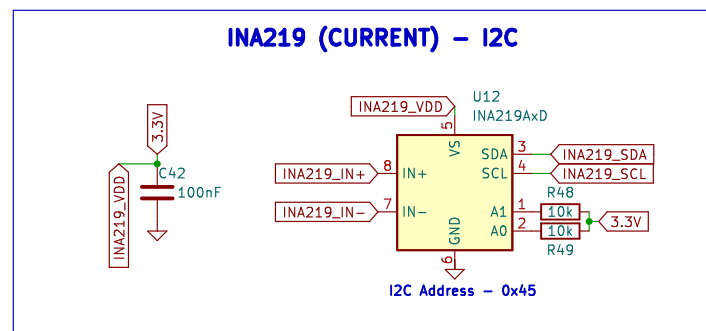 INA219 (CURRENT) - I2C
INA219_VDD
U12
INA219AxD
3.3V
5
VS
C42
100nF
INA219_VDD
INA219_IN+
8
IN+
SDA
3
INA219_SDA
SCL
4
INA219_SCL
INA219_IN-
7
IN-
R48
A1
1
10k
3.3V
A0
2
10k
R49
GND
6
I2C Address - 0x45